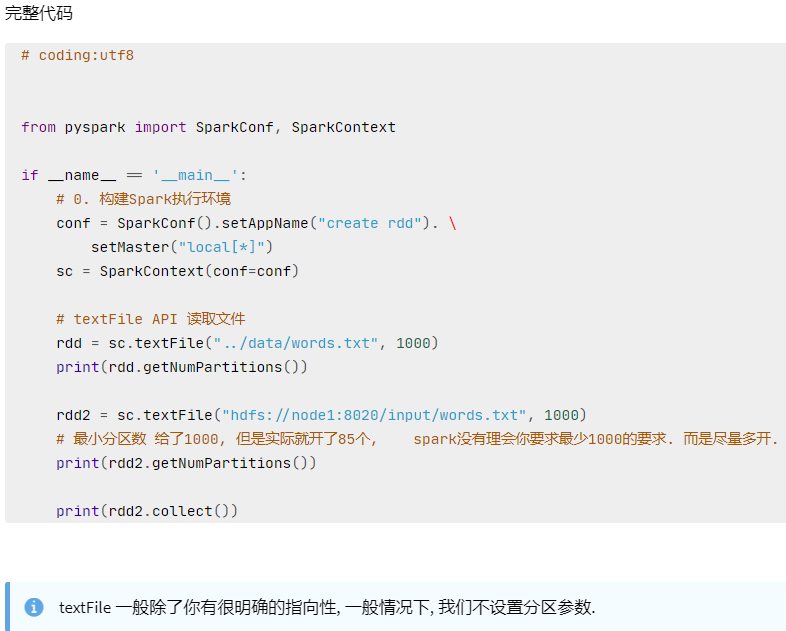 完整代码
# coding:utf8
from pyspark import SparkConf, SparkContext
if __name__ == '__main__':
# 0. 构建Spark执行环境
conf = SparkConf().setAppName("create rdd"). \
setMaster("local[*]")
sc = SparkContext(conf=conf)
# textFile API 读取文件
rdd = sc.textFile("../data/words.txt", 1000)
print(rdd.getNumPartitions())
rdd2 = sc.textFile("hdfs://node1:8020/input/words.txt", 1000)
# 最小分区数 给了1000, 但是实际就开了85个, spark没有理会你要求最少1000的要求. 而是尽量多开.
print(rdd2.getNumPartitions())
print(rdd2.collect())
textFile 一般除了你有很明确的指向性, 一般情况下, 我们不设置分区参数.